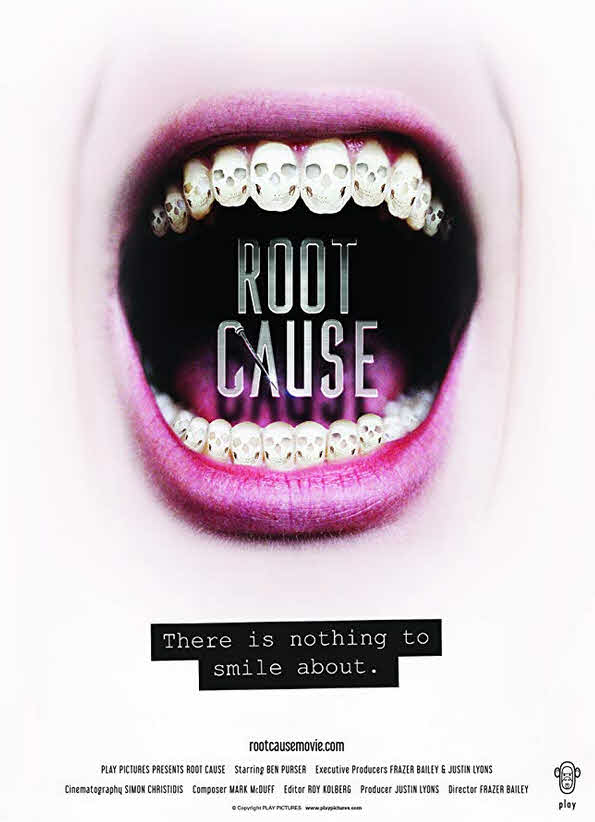 ROOT
CAUSE
There is nothing to
smile about.
rootcausemovie.com
PLAY PICTURES PRESENTS ROOT CAUSE Starring BEN PURSER Executive Producers FRAZER BAILEY & JUSTIN LYONS
Cinematography SIMON CHRISTIDIS Composer MARK McDUFF Editor ROY KOLBERG Producer JUSTIN LYONS Director FRAZER BAILEY
© Copyright PLAY PICTURES www.playpictures.com
play